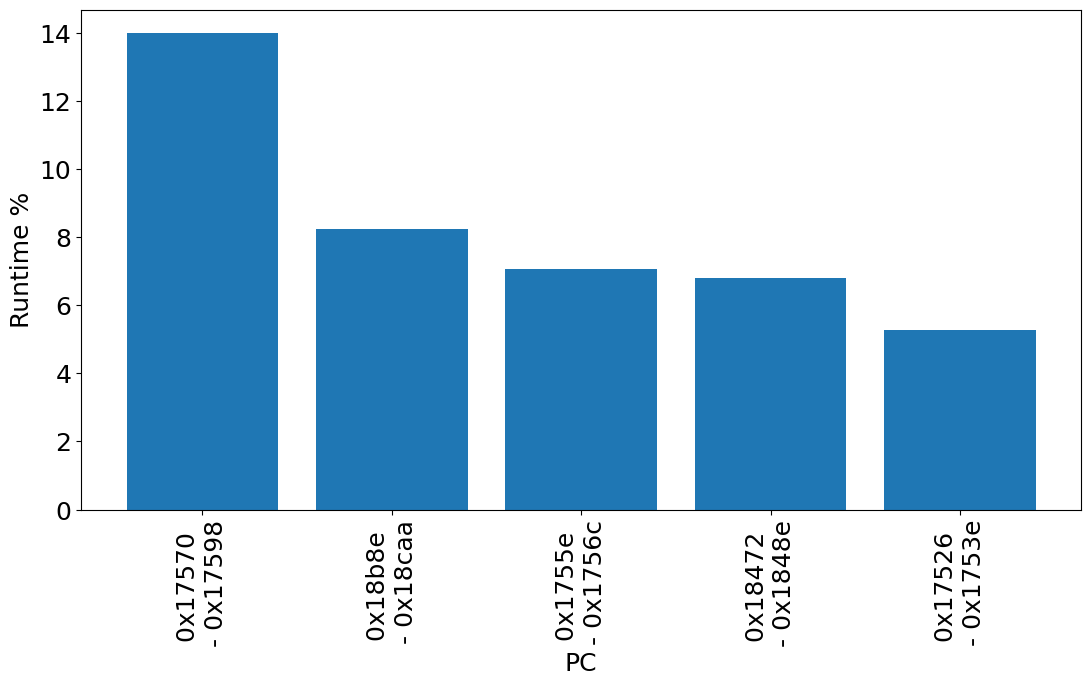 14
12
10
8
6
4
2
0
Runtime %
0x17570
- 0x17598
0x18b8e
- 0x18caa
0x1755e
- 0x1756c
0x18472
- 0x1848e
0x17526
- 0x1753e
PC